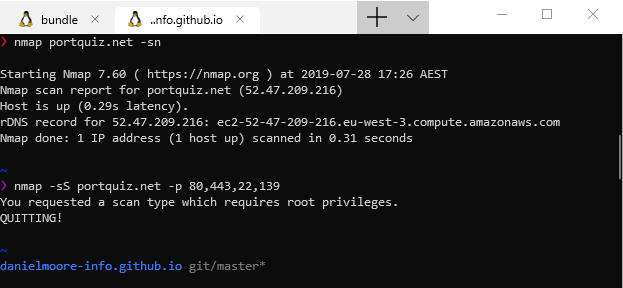 bundle
..nfo.github.io
❯ nmap portquiz.net -sn
Starting Nmap 7.60 ( https://nmap.org ) at 2019-07-28 17:26 AEST
Nmap scan report for portquiz.net (52.47.209.216)
Host is up (0.29s latency).
rDNS record for 52.47.209.216: ec2-52-47-209-216.eu-west-3.compute.amazonaws.com
Nmap done: 1 IP address (1 host up) scanned in 0.31 seconds
~
❯ nmap -sS portquiz.net -p 80,443,22,139
You requested a scan type which requires root privileges.
QUITTING!
~
danielmoore-info.github.io git/master*